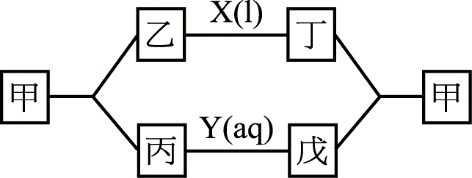 乙 X(l) 丁
甲 甲
丙 Y(aq) 戊